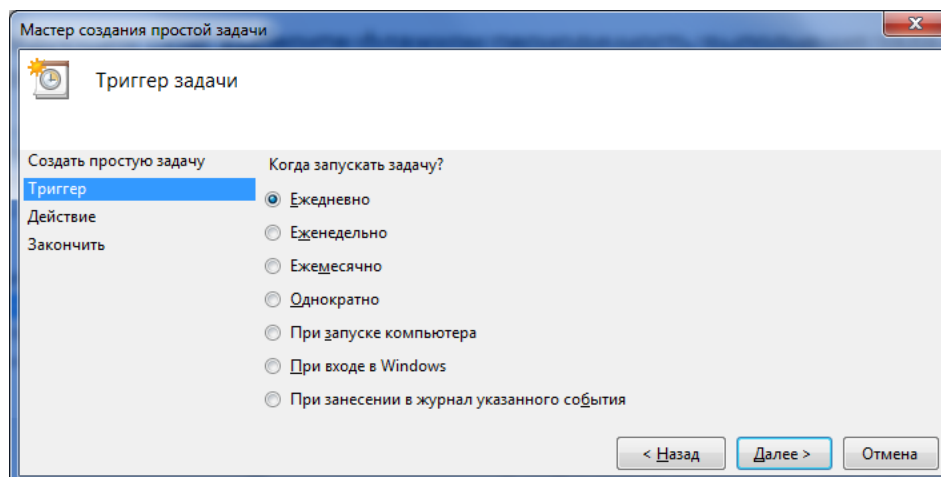 Мастер создания простой задачи
Триггер задачи
Создать простую задачу
Триггер
Действие
Закончить
Когда запускать задачу?
Ежедневно
Еженедельно
Ежемесячно
Однократно
При запуске компьютера
При входе в Windows
При занесении в журнал указанного события
< Назад
Далее >
Отмена